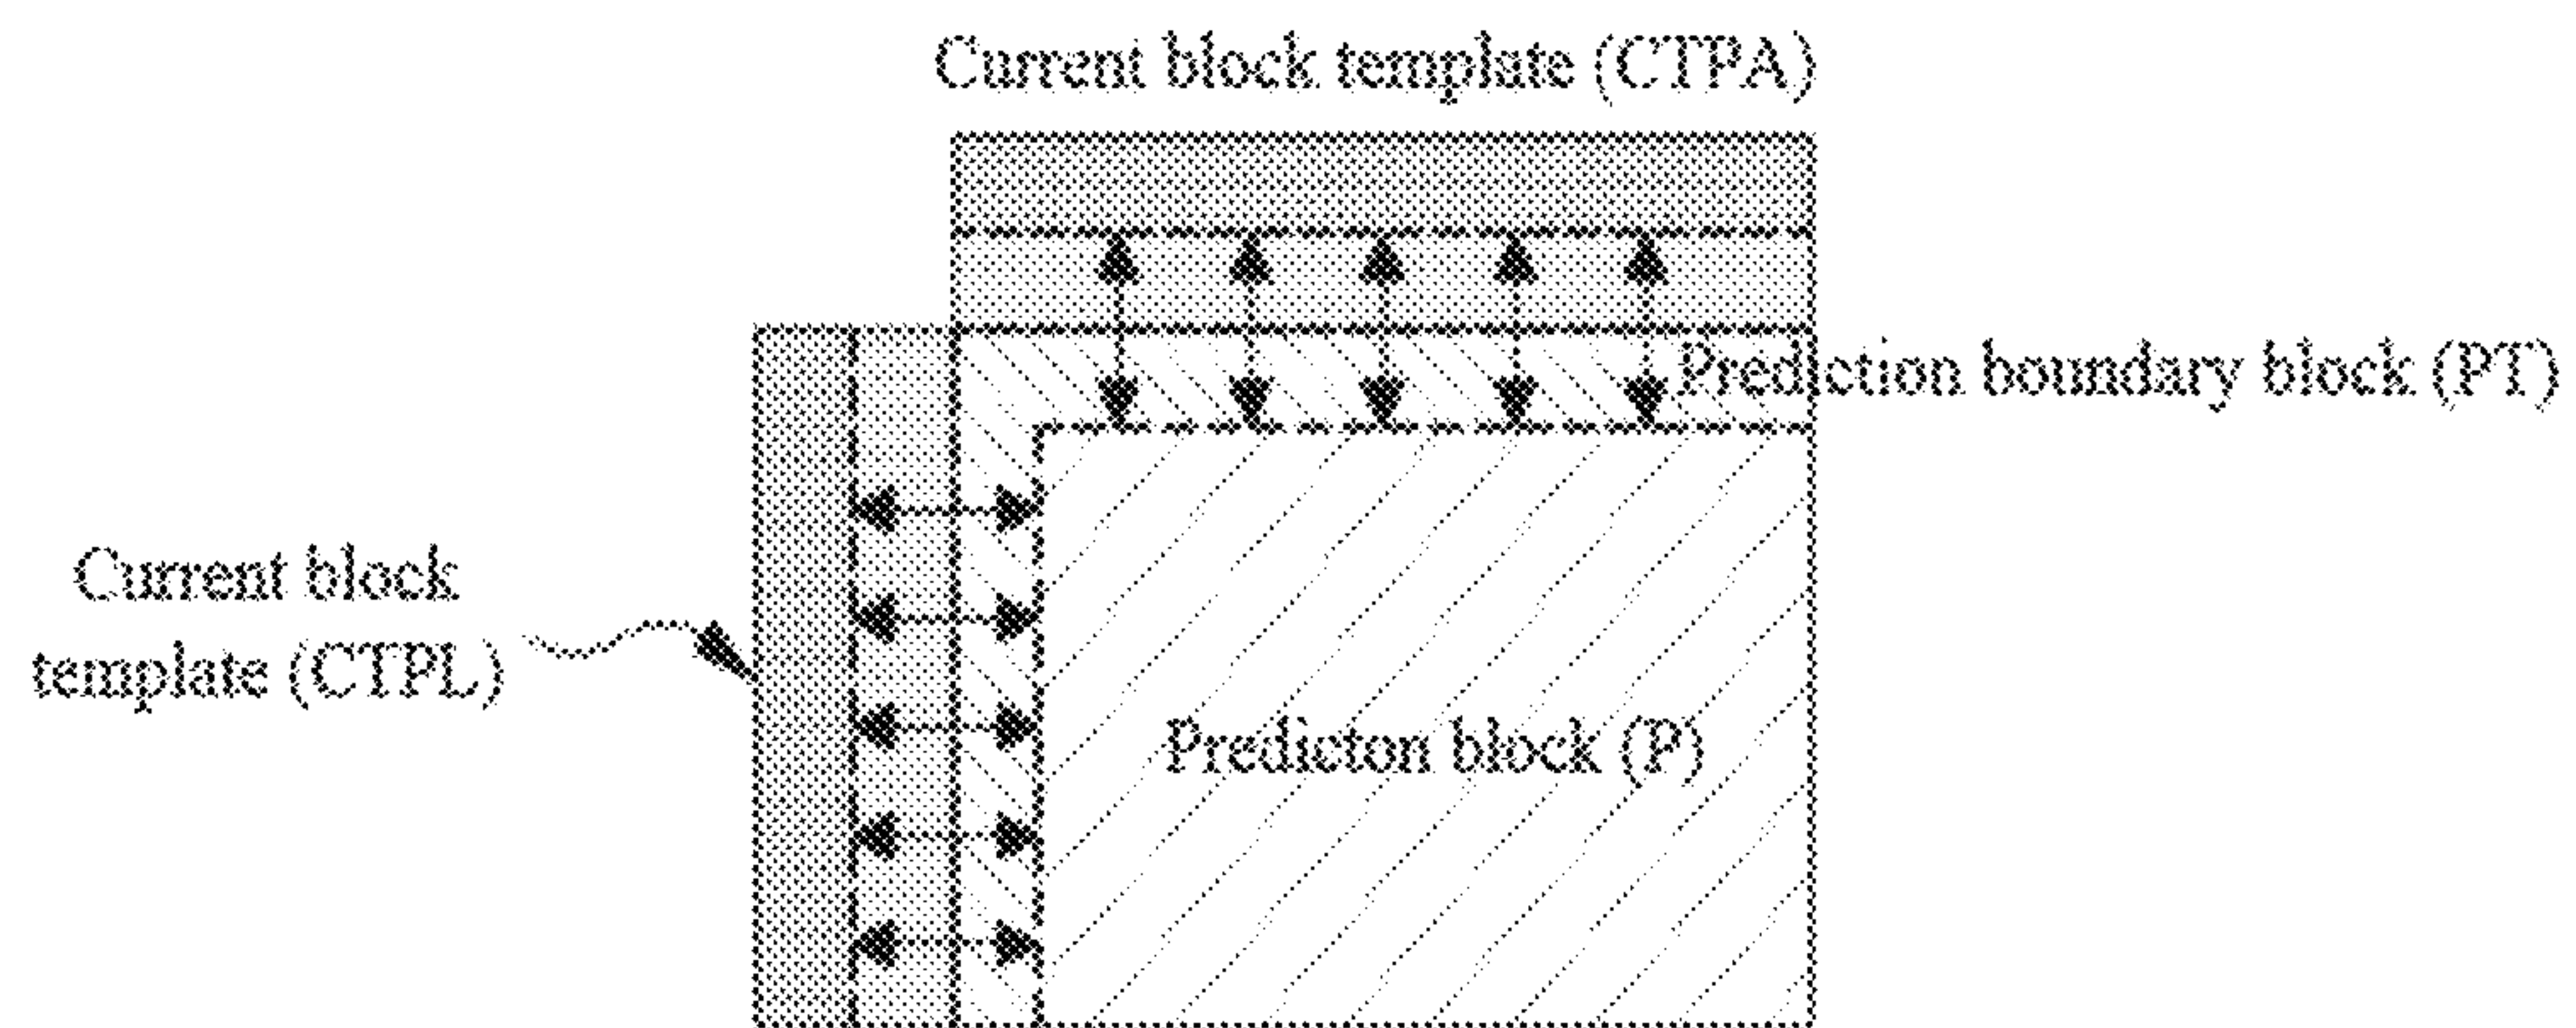 Current block template (CTPA)
Prediction boundary block (PT)
Current block
template (CTPL)
Predicton block (P)